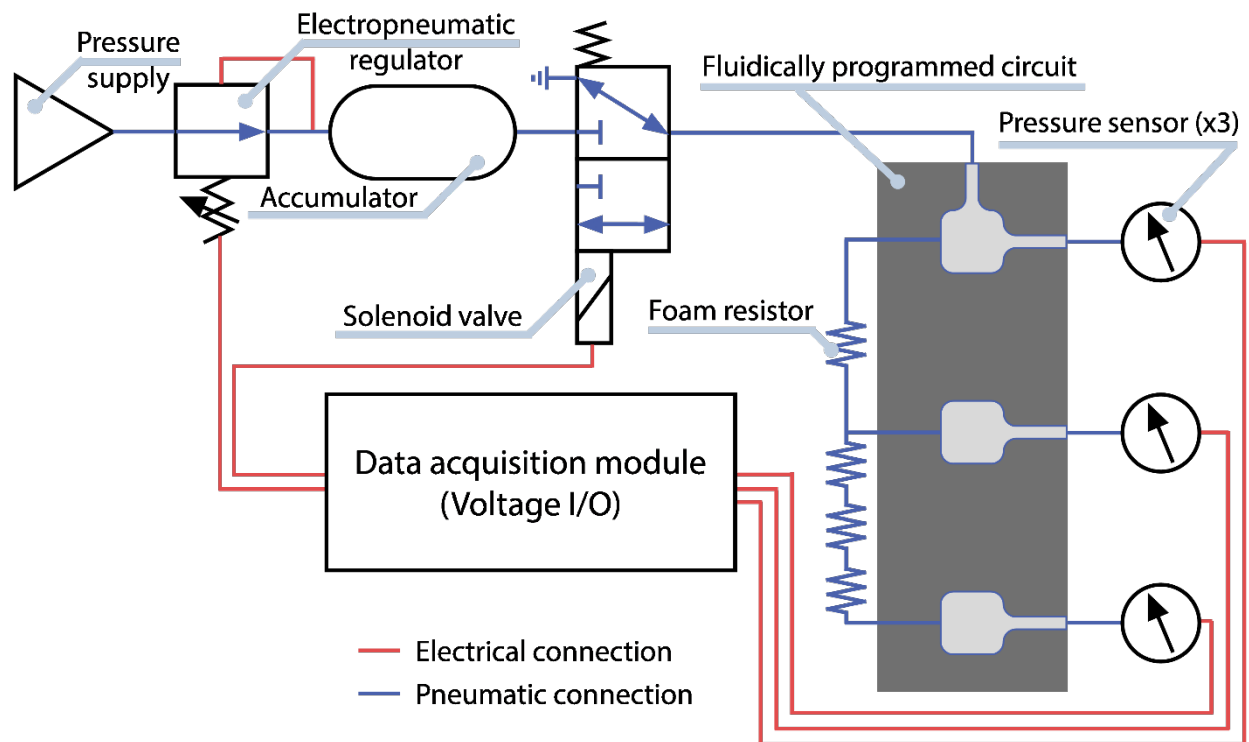 Pressure
supply
Electropneumatic
regulator
Accumulator
Solenoid valve
Fluidically programmed circuit
Pressure sensor (x3)
Foam resistor
Data acquisition module
(Voltage I/O)
Electrical connection
Pneumatic connection